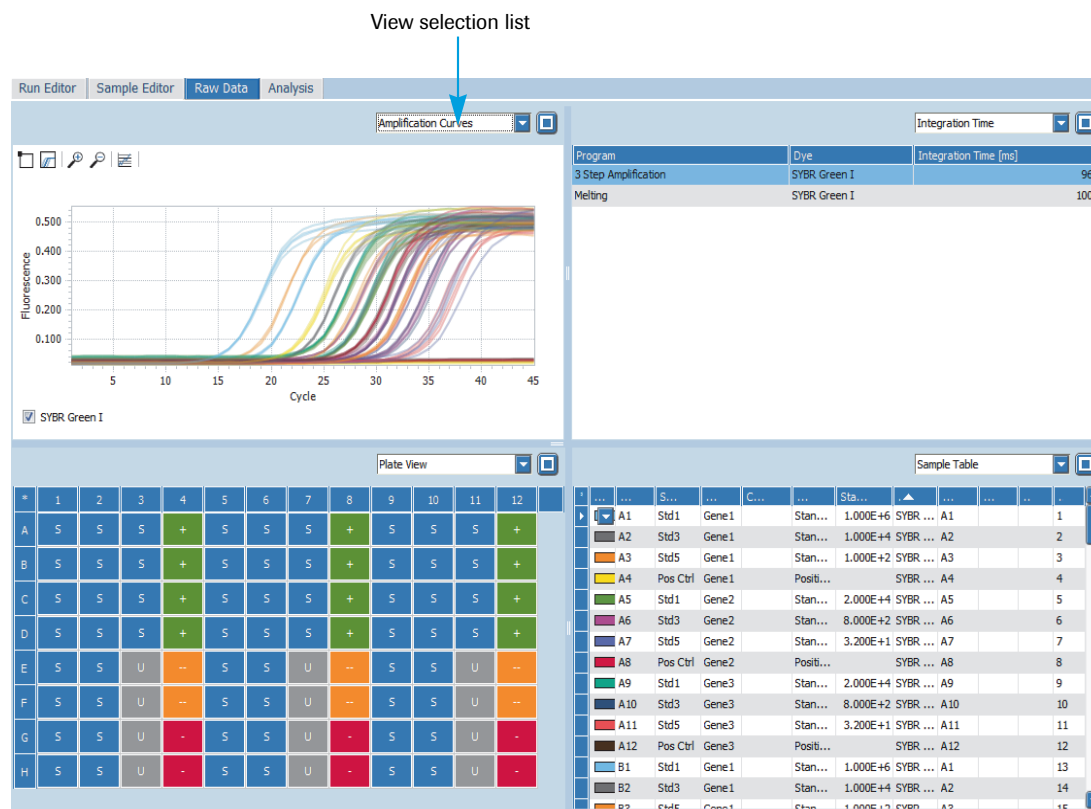 View selection list
Run Editor Sample Editor Raw Data Analysis
Amplification Curves
Integration Time
Program Dye Integration Time [ms]
3 Step Amplification SYBR Green I 96
Melting SYBR Green I 100
0.500
0.400
0.300
0.200
0.100
Fluorescence
5 10 15 20 25 30 35 40 45
Cycle
SYBR Green I
Plate View
* 1 2 3 4 5 6 7 8 9 10 11 12
A S S S + S S S + S S S +
B S S S + S S S + S S S +
C S S S + S S S + S S S +
D S S S + S S S + S S S +
E S S U -- S S U -- S S U --
F S S U -- S S U -- S S U --
G S S U - S S U - S S U -
H S S U - S S U - S S U -
Sample Table
... ... S... ... C... ... Sta... . ... ... .. .
A1 Std1 Gene1 Stan... 1.000E+6 SYBR ... A1 1
A2 Std3 Gene1 Stan... 1.000E+4 SYBR ... A2 2
A3 Std5 Gene1 Stan... 1.000E+2 SYBR ... A3 3
A4 Pos Ctrl Gene1 Positi... SYBR ... A4 4
A5 Std1 Gene2 Stan... 2.000E+4 SYBR ... A5 5
A6 Std3 Gene2 Stan... 8.000E+2 SYBR ... A6 6
A7 Std5 Gene2 Stan... 3.200E+1 SYBR ... A7 7
A8 Pos Ctrl Gene2 Positi... SYBR ... A8 8
A9 Std1 Gene3 Stan... 2.000E+4 SYBR ... A9 9
A10 Std3 Gene3 Stan... 8.000E+2 SYBR ... A10 10
A11 Std5 Gene3 Stan... 3.200E+1 SYBR ... A11 11
A12 Pos Ctrl Gene3 Positi... SYBR ... A12 12
B1 Std1 Gene1 Stan... 1.000E+6 SYBR ... A1 13
B2 Std3 Gene1 Stan... 1.000E+4 SYBR ... A2 14